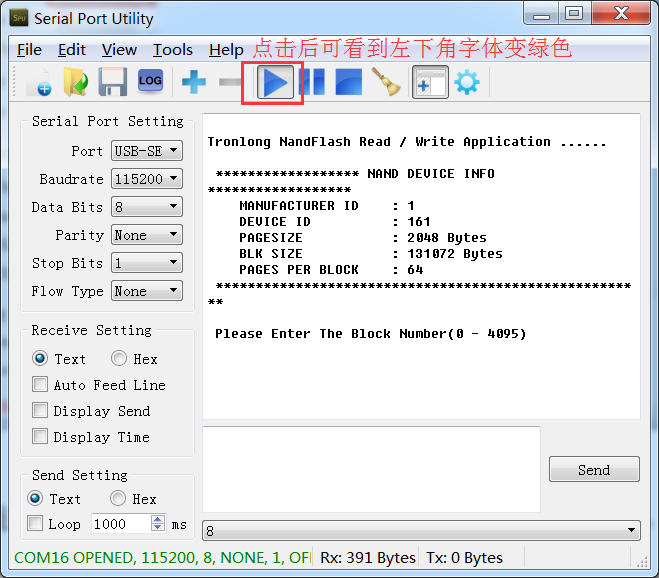 Serial Port Utility
File Edit View Tools Help 点击后可看到左下角字体变绿色
LOG
Serial Port Setting
Port USB-SE
Baudrate 115200
Data Bits 8
Parity None
Stop Bits 1
Flow Type None
Receive Setting
Text Hex
Auto Feed Line
Display Send
Display Time
Send Setting
Text Hex
Loop 1000 ms
Tronlong NandFlash Read / Write Application ......
****************** NAND DEVICE INFO
******************
MANUFACTURER ID : 1
DEVICE ID : 161
PAGESIZE : 2048 Bytes
BLK SIZE : 131072 Bytes
PAGES PER BLOCK : 64
******************************************************
**
Please Enter The Block Number(0 - 4095)
Send
8
COM16 OPENED, 115200, 8, NONE, 1, OF Rx: 391 Bytes Tx: 0 Bytes